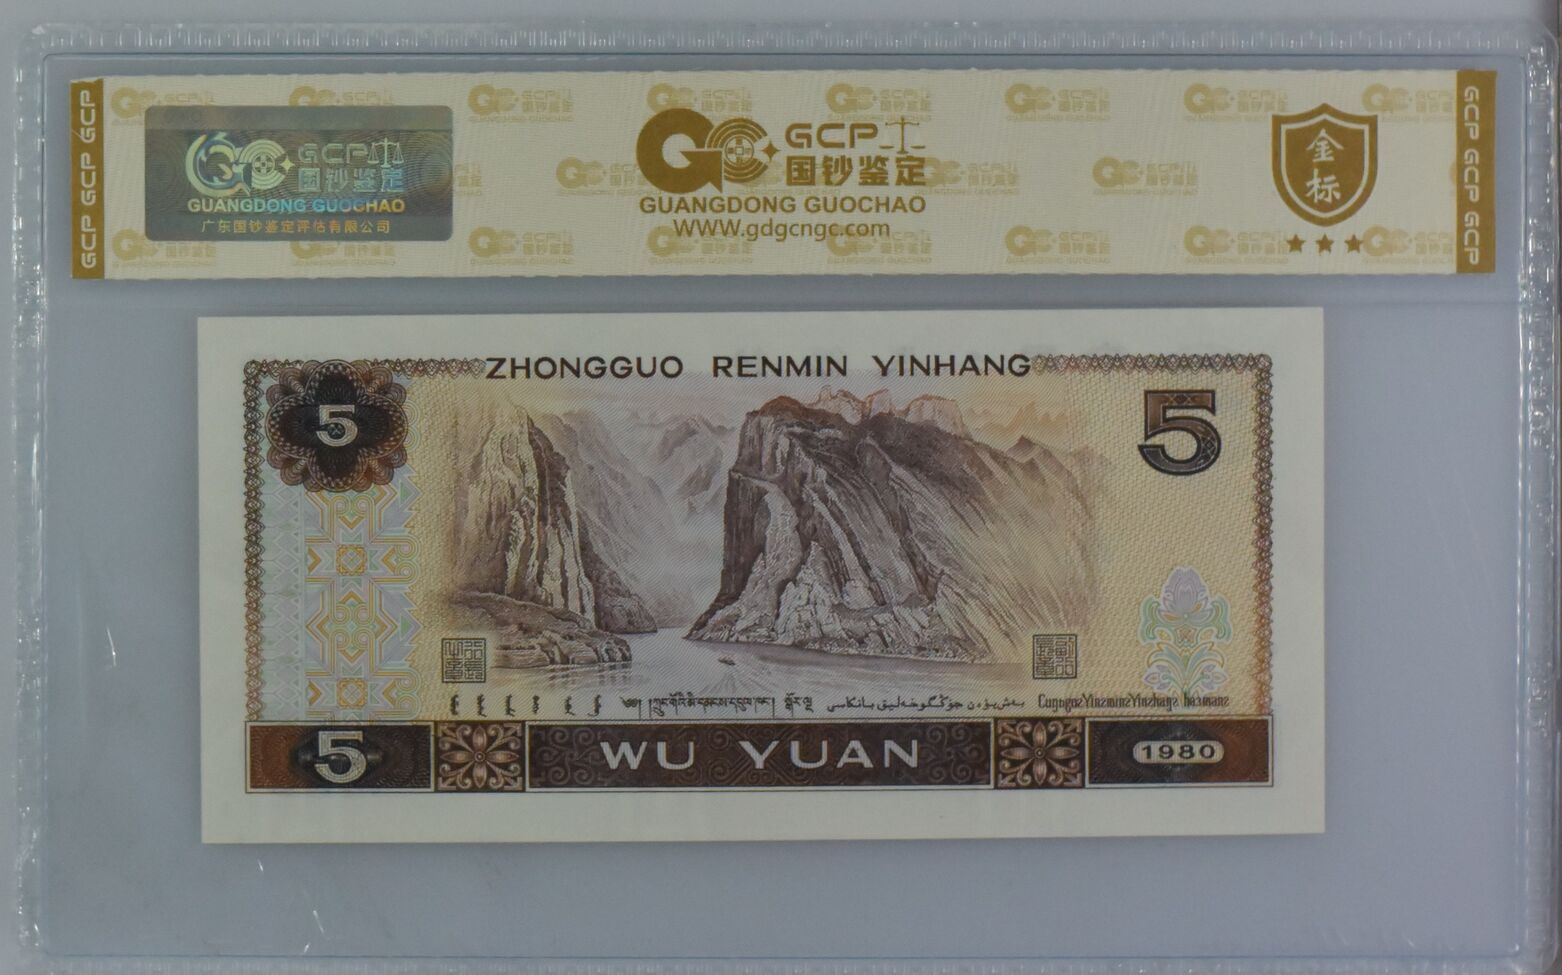 GCP GCP GCP
GCP
国钞鉴定
GUANGDONG GUOCHAO
广东国钞鉴定评估有限公司
GCP
国钞鉴定
GUANGDONG GUOCHAO
WWW.gdgcngc.com
金标
GCP GCP GCP
ZHONGGUO RENMIN YINHANG
5
5
5
WU YUAN
1980